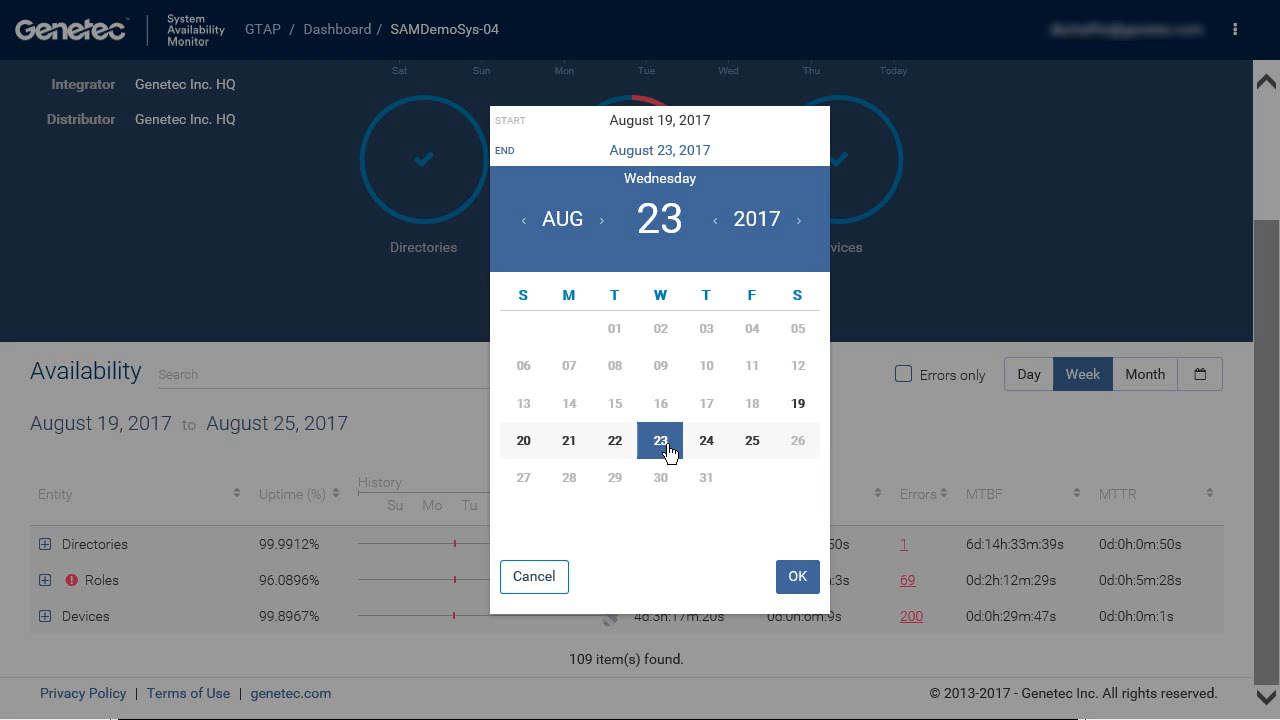 Genetec™ System Availability Monitor GTAP / Dashboard / SAMDemoSys-04
Sat Sun Mon Tue Wed Thu Today
Integrator Genetec Inc. HQ
Distributor Genetec Inc. HQ
Directories
vices
START August 19, 2017
END August 23, 2017
Wednesday
‹ AUG › 23 ‹ 2017 ›
S M T W T F S
01 02 03 04 05
06 07 08 09 10 11 12
13 14 15 16 17 18 19
20 21 22 23 24 25 26
27 28 29 30 31
Cancel OK
Availability Search Errors only Day Week Month
August 19, 2017 to August 25, 2017
Entity Uptime (%) History Errors MTBF MTTR
Su Mo Tu
Directories 99.9912% 50s 1 6d:14h:33m:39s 0d:0h:0m:50s
Roles 96.0896% :3s 69 0d:2h:12m:29s 0d:0h:5m:28s
Devices 99.8967% 4d:3h:17m:20s 0d:0h:6m:9s 200 0d:0h:29m:47s 0d:0h:0m:1s
109 item(s) found.
Privacy Policy | Terms of Use | genetec.com © 2013-2017 - Genetec Inc. All rights reserved.